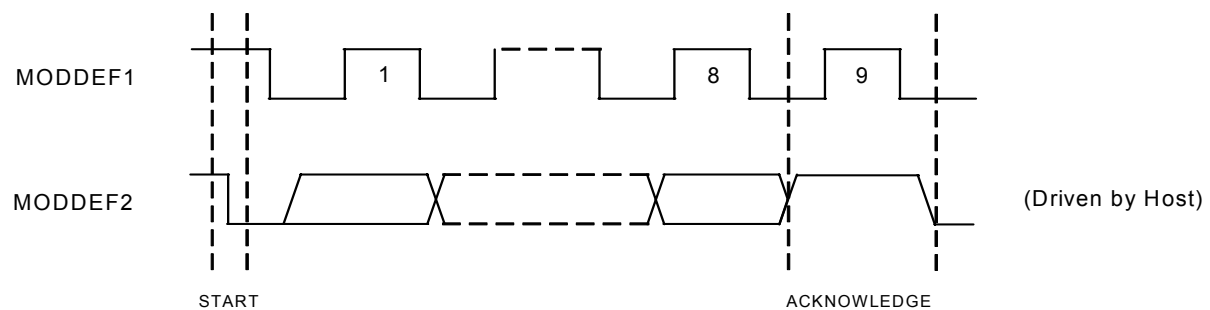 MODDEF1
1
8
9
MODDEF2
(Driven by Host)
START
ACKNOWLEDGE